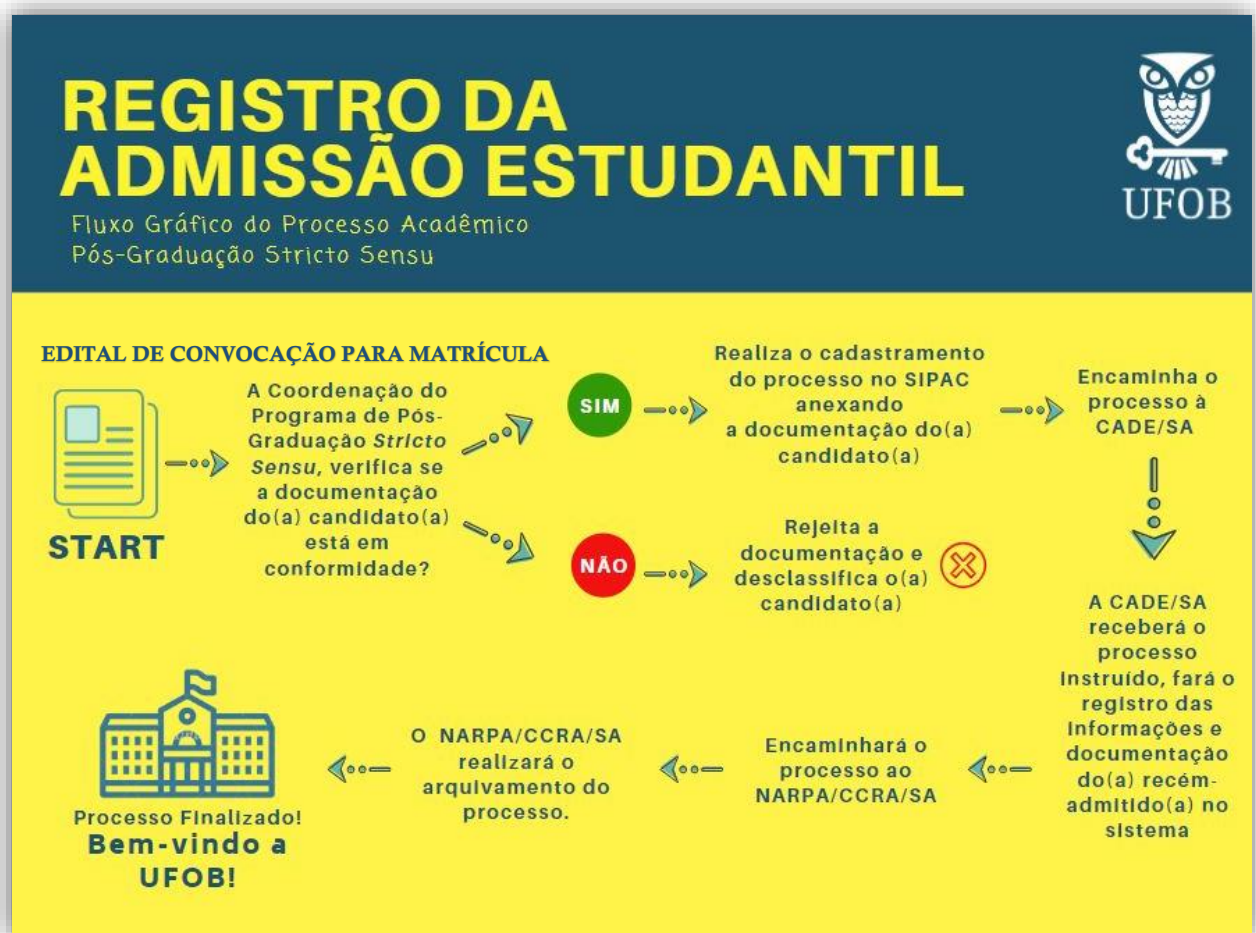 REGISTRO DA
ADMISSÃO ESTUDANTIL
Fluxo Gráfico do Processo Acadêmico
Pós-Graduação Stricto Sensu
UFOB
EDITAL DE CONVOCAÇÃO PARA MATRÍCULA
START
A Coordenação do
Programa de Pós-
Graduação Stricto
Sensu, verifica se
a documentação
do(a) candidato(a)
está em
conformidade?
SIM
Realiza o cadastramento
do processo no SIPAC
anexando
a documentação do(a)
candidato(a)
Encaminha o
processo à
CADE/SA
NÃO
Rejeita a
documentação e
desclassifica o(a)
candidato(a)
A CADE/SA
receberá o
processo
instruído, fará o
registro das
informações e
documentação
do(a) recém-
admitido(a) no
sistema
Encaminhará o
processo ao
NARPA/CCRA/SA
O NARPA/CCRA/SA
realizará o
arquivamento do
processo.
Processo Finalizado!
Bem-vindo a
UFOB!